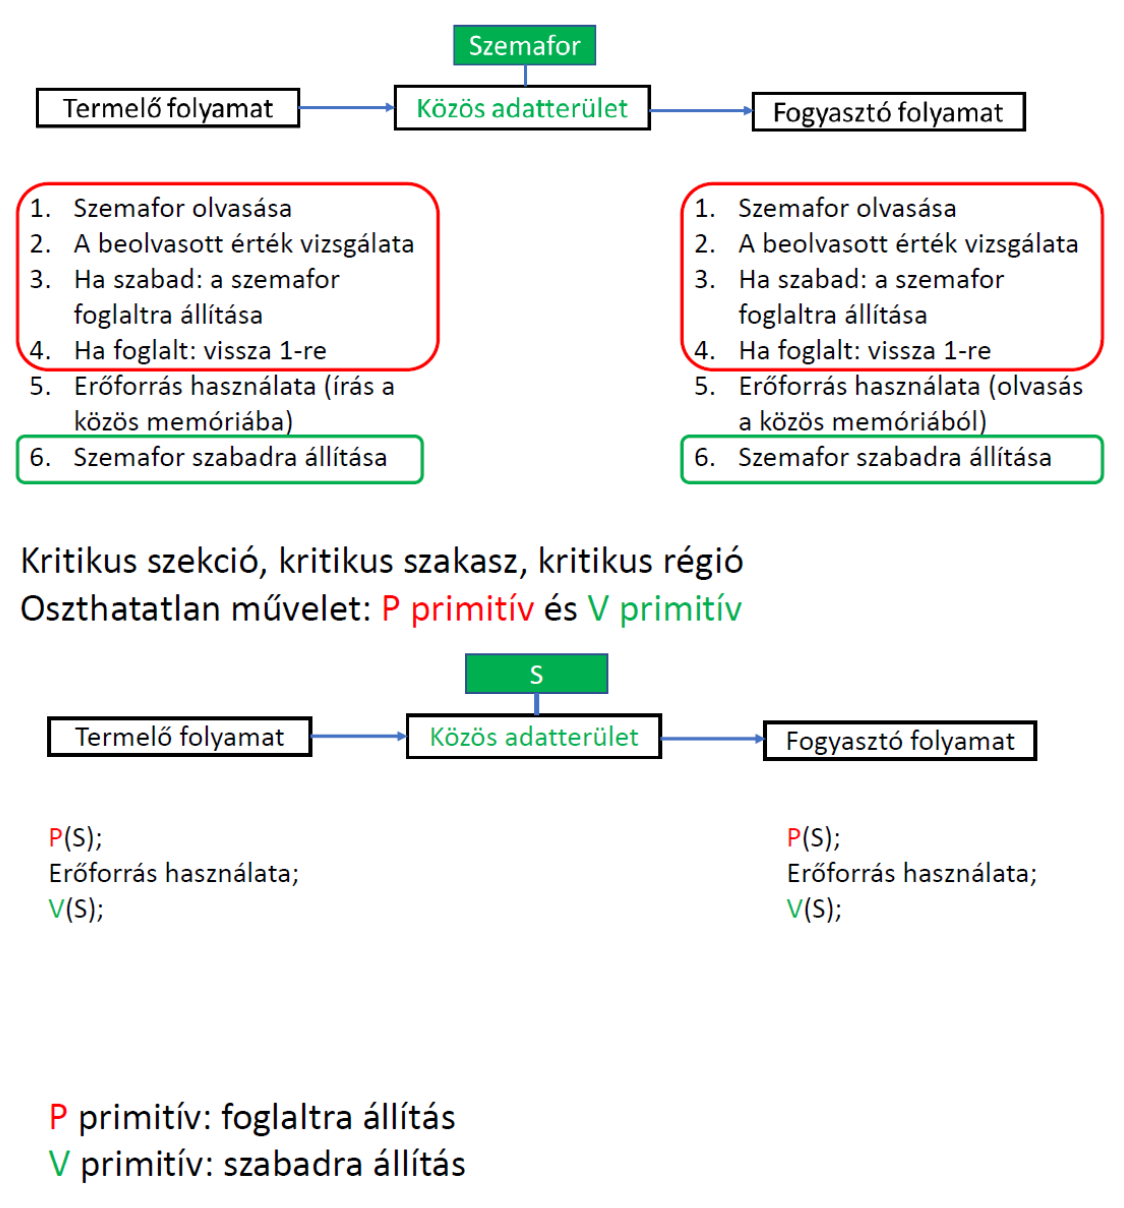 Szemafor
Termelő folyamat
Közös adatterület
Fogyasztó folyamat
1. Szemafor olvasása
2. A beolvasott érték vizsgálata
3. Ha szabad: a szemafor
foglaltra állítása
4. Ha foglalt: vissza 1-re
5. Erőforrás használata (írás a
közös memóriába)
6. Szemafor szabadra állítása
1. Szemafor olvasása
2. A beolvasott érték vizsgálata
3. Ha szabad: a szemafor
foglaltra állítása
4. Ha foglalt: vissza 1-re
5. Erőforrás használata (olvasás
a közös memóriából)
6. Szemafor szabadra állítása
Kritikus szekció, kritikus szakasz, kritikus régió
Oszthatatlan művelet: P primitív és V primitív
S
Termelő folyamat
Közös adatterület
Fogyasztó folyamat
P(S);
Erőforrás használata;
V(S);
P(S);
Erőforrás használata;
V(S);
P primitív: foglaltra állítás
V primitív: szabadra állítás